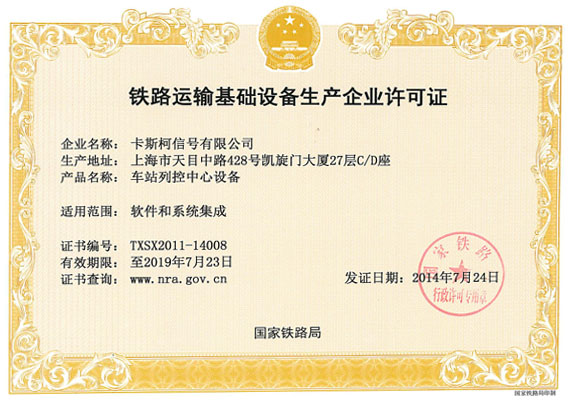 铁路运输基础设备生产企业许可证
企业名称： 卡斯柯信号有限公司
生产地址： 上海市天目中路428号凯旋门大厦27层C/D座
产品名称： 车站列控中心设备
适用范围： 软件和系统集成
证书编号： TXSX2011-14008
有效期限： 至2019年7月23日
证书查询： www.nra.gov.cn
发证日期：2014年7月24日
国家铁路
行政许可专用章
国家铁路局
国家铁路局印制